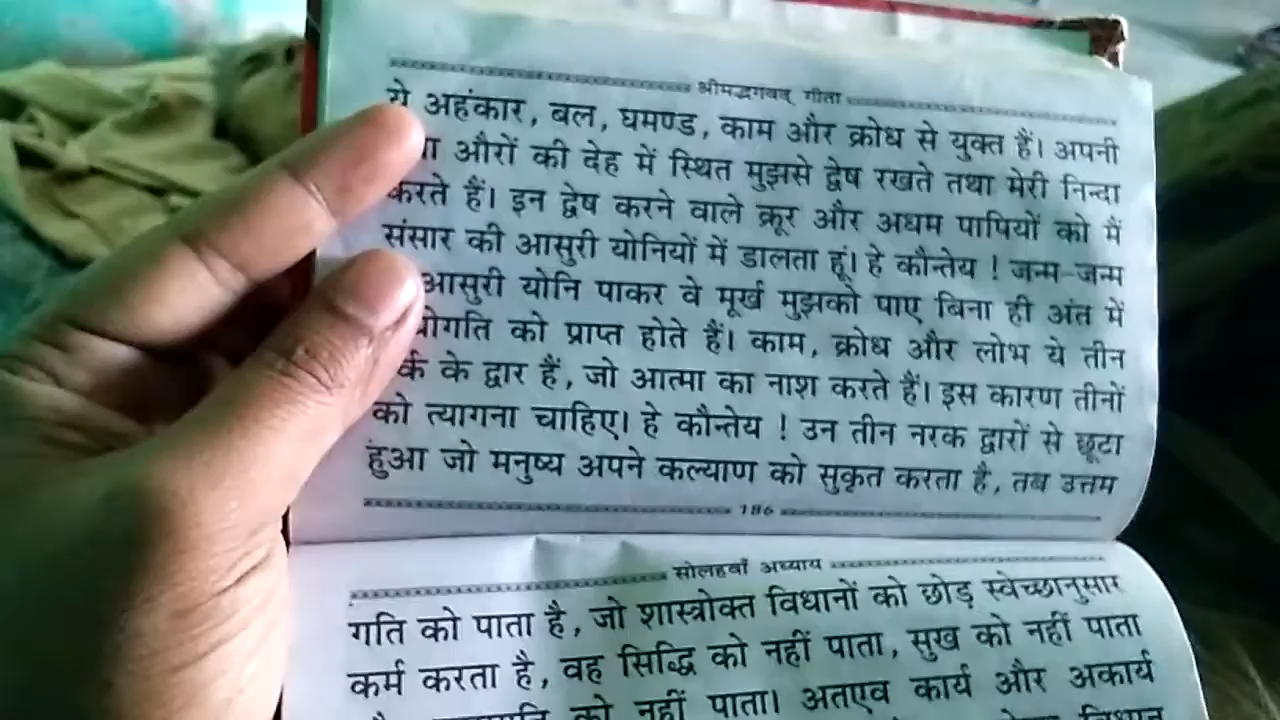 श्रीमद्भगवद् गीता
ये अहंकार, बल, घमण्ड, काम और क्रोध से युक्त हैं। अपनी
औरों की देह में स्थित मुझसे द्वेष रखते तथा मेरी निन्दा
करते हैं। इन द्वेष करने वाले क्रूर और अधम पापियों को मैं
संसार की आसुरी योनियों में डालता हूं। हे कौन्तेय ! जन्म-जन्म
आसुरी योनि पाकर वे मूर्ख मुझको पाए बिना ही अंत में
को प्राप्त होते हैं। काम, क्रोध और लोभ ये तीन
के द्वार हैं, जो आत्मा का नाश करते हैं। इस कारण तीनों
को त्यागना चाहिए। हे कौन्तेय ! उन तीन नरक द्वारों से छूटा
हुआ जो मनुष्य अपने कल्याण को सुकृत करता है, तब उत्तम
186
सोलहवाँ अध्याय
गति को पाता है, जो शास्त्रोक्त विधानों को छोड़ स्वेच्छानुसार
कर्म करता है, वह सिद्धि को नहीं पाता, सुख को नहीं पाता
को नहीं पाता। अतएव कार्य और अकार्य